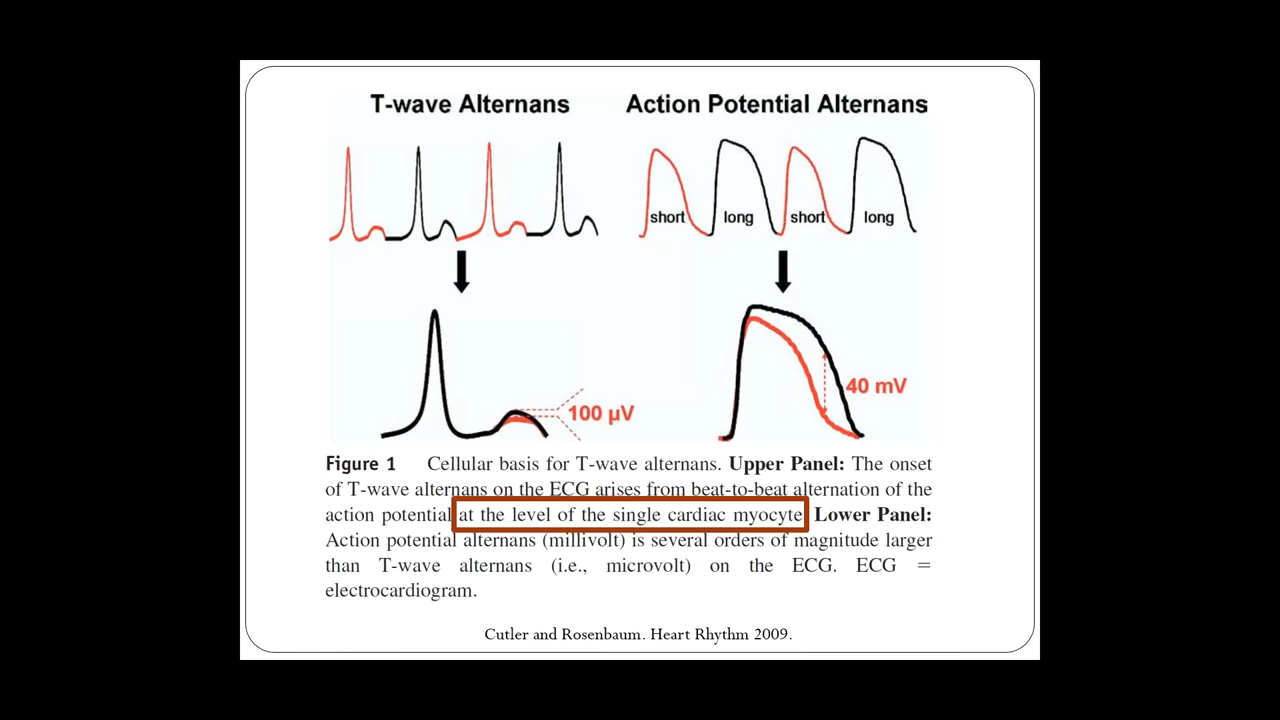 T-wave Alternans
Action Potential Alternans
short
long
short
long
100 µV
40 mV
Figure 1 Cellular basis for T-wave alternans. Upper Panel: The onset
of T-wave alternans on the ECG arises from beat-to-beat alternation of the
action potential at the level of the single cardiac myocyte. Lower Panel:
Action potential alternans (millivolt) is several orders of magnitude larger
than T-wave alternans (i.e., microvolt) on the ECG. ECG =
electrocardiogram.
Cutler and Rosenbaum. Heart Rhythm 2009.